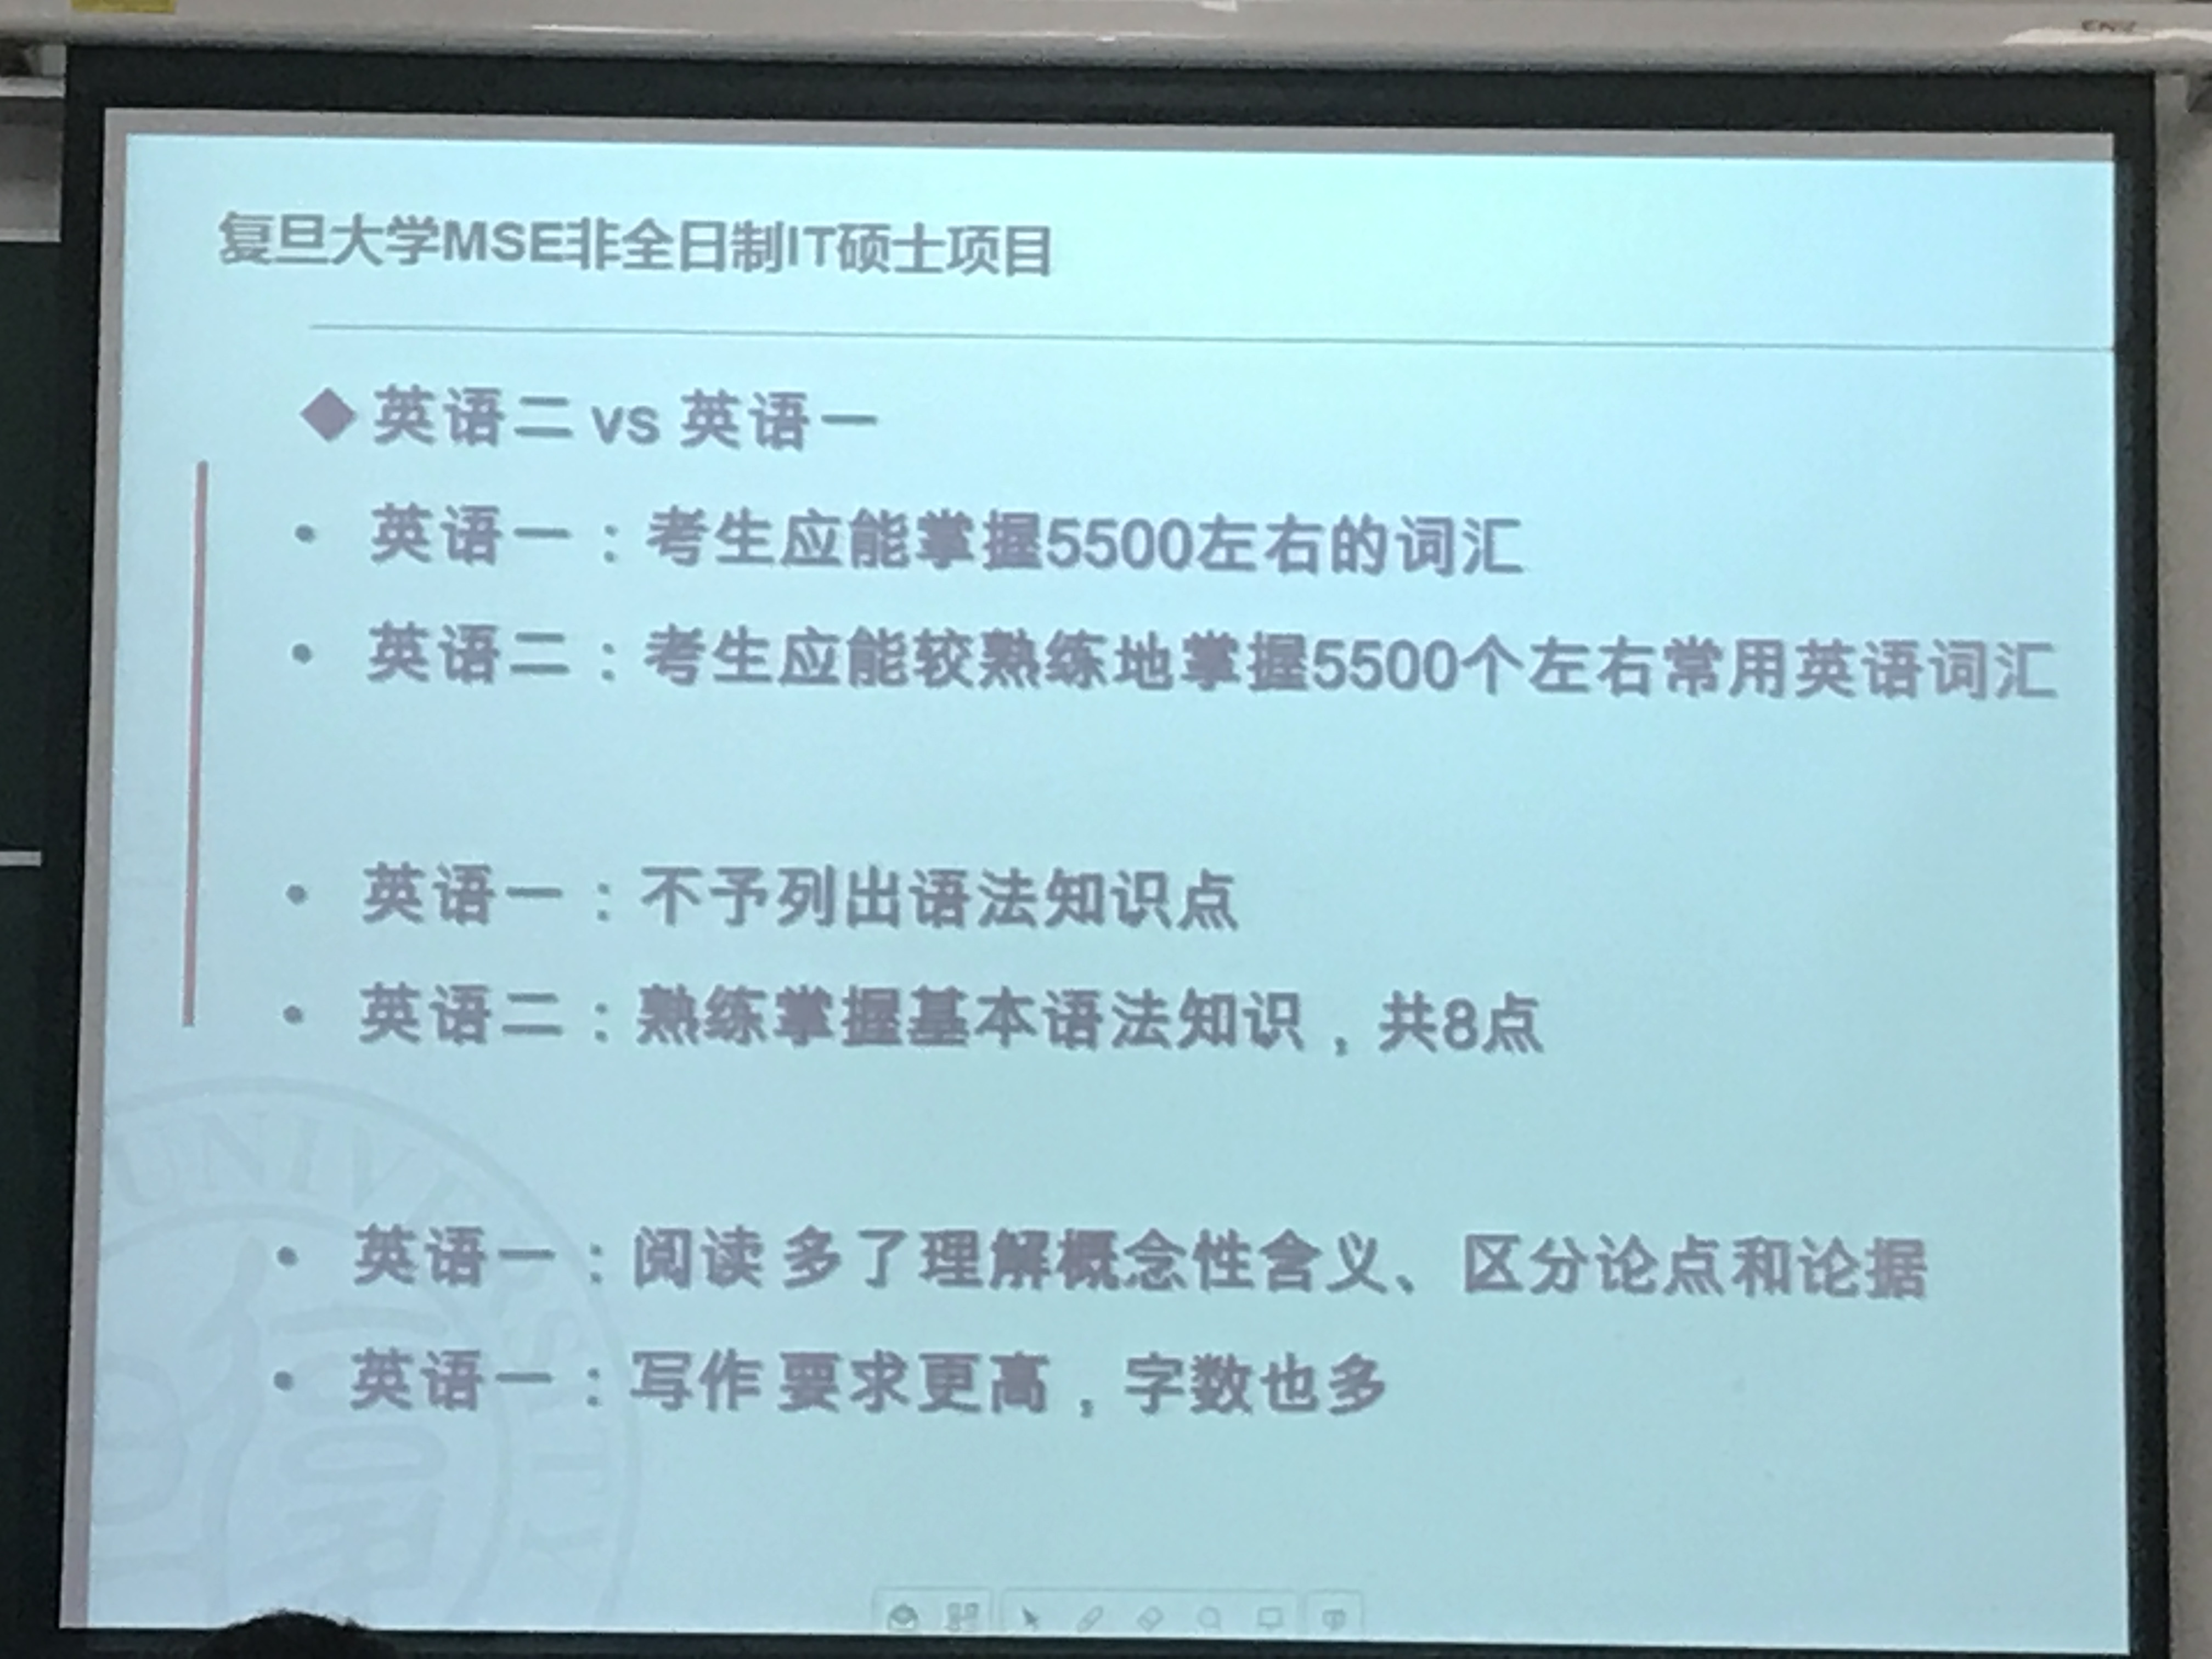 复旦大学MSE非全日制IT硕士项目
◆ 英语二 vs 英语一
• 英语一：考生应能掌握5500左右的词汇
• 英语二：考生应能较熟练地掌握5500个左右常用英语词汇
• 英语一：不予列出语法知识点
• 英语二：熟练掌握基本语法知识，共8点
• 英语一：阅读 多了理解概念性含义、区分论点和论据
• 英语一：写作 要求更高，字数也多
UNIVERSITY